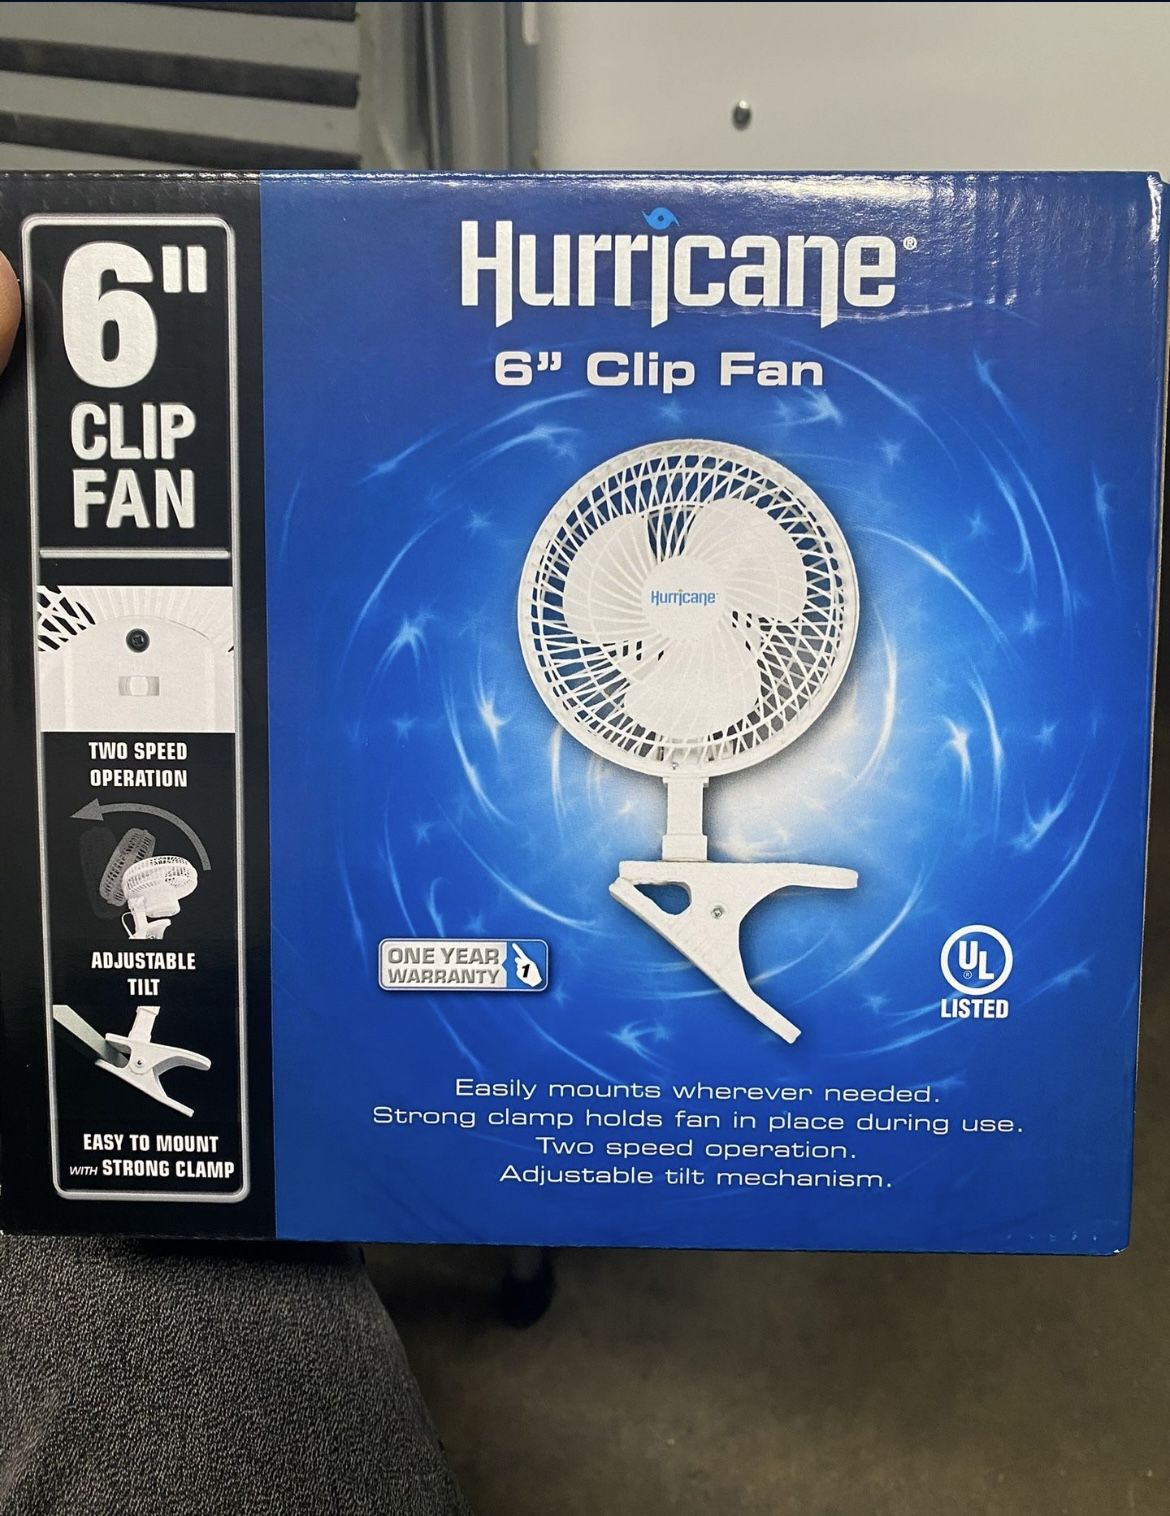 6"
CLIP
FAN
TWO SPEED
OPERATION
ADJUSTABLE
TILT
EASY TO MOUNT
WITH STRONG CLAMP
Hurricane®
6” Clip Fan
Hurricane
ONE YEAR
WARRANTY
1
UL
®
LISTED
Easily mounts wherever needed.
Strong clamp holds fan in place during use.
Two speed operation.
Adjustable tilt mechanism.